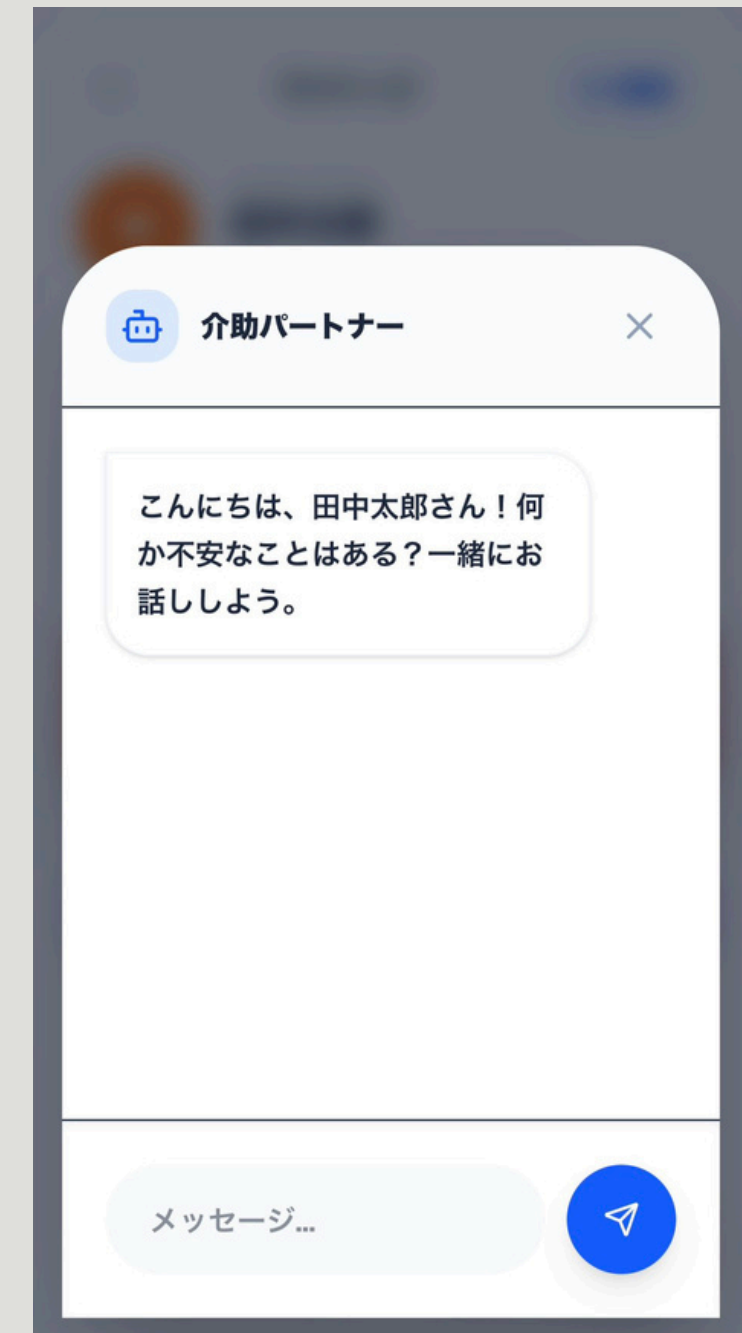 介助パートナー
こんにちは、田中太郎さん！何
か不安なことはある？一緒にお
話ししよう。
メッセージ...